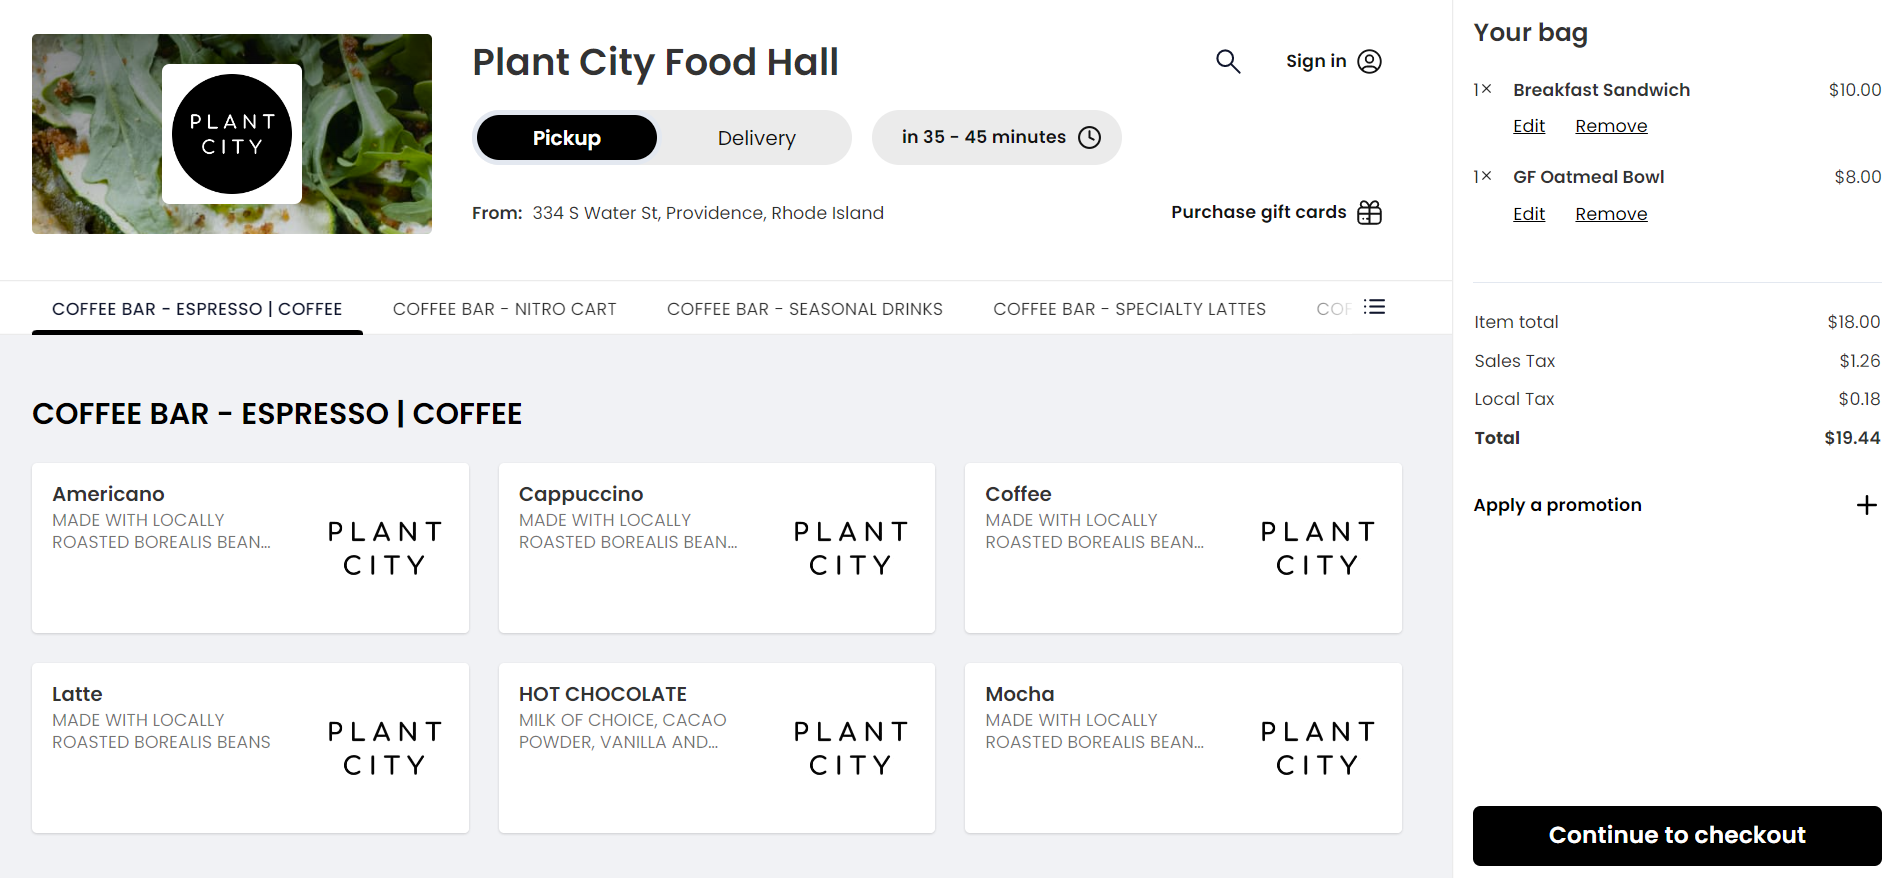 PLANT
CITY
Plant City Food Hall
Sign in
Pickup
Delivery
in 35 - 45 minutes
From: 334 S Water St, Providence, Rhode Island
Purchase gift cards
COFFEE BAR - ESPRESSO | COFFEE
COFFEE BAR - NITRO CART
COFFEE BAR - SEASONAL DRINKS
COFFEE BAR - SPECIALTY LATTES
COF
COFFEE BAR - ESPRESSO | COFFEE
Americano
MADE WITH LOCALLY
ROASTED BOREALIS BEAN...
PLANT
CITY
Cappuccino
MADE WITH LOCALLY
ROASTED BOREALIS BEAN...
PLANT
CITY
Coffee
MADE WITH LOCALLY
ROASTED BOREALIS BEAN...
PLANT
CITY
Latte
MADE WITH LOCALLY
ROASTED BOREALIS BEANS
PLANT
CITY
HOT CHOCOLATE
MILK OF CHOICE, CACAO
POWDER, VANILLA AND...
PLANT
CITY
Mocha
MADE WITH LOCALLY
ROASTED BOREALIS BEAN...
PLANT
CITY
Your bag
1× Breakfast Sandwich $10.00
Edit Remove
1× GF Oatmeal Bowl $8.00
Edit Remove
Item total $18.00
Sales Tax $1.26
Local Tax $0.18
Total $19.44
Apply a promotion +
Continue to checkout